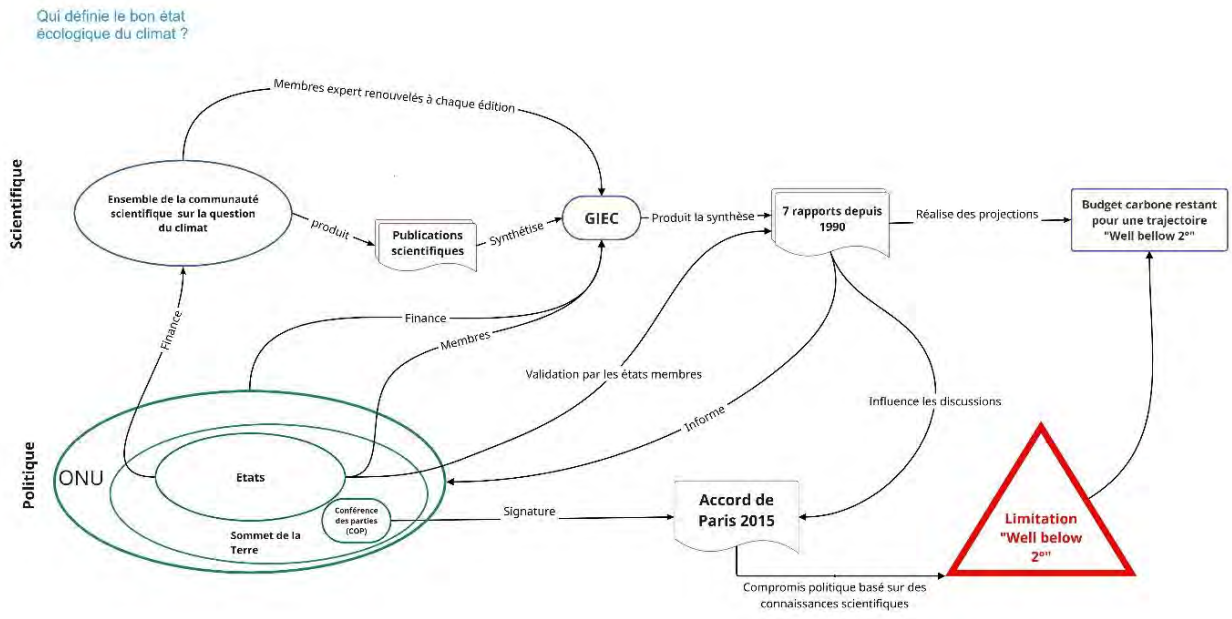 Qui définie le bon état
écologique du climat ?
Membres expert renouvelés à chaque édition
Scientifique
Ensemble de la communauté
scientifique sur la question
du climat
produit
Publications
scientifiques
Synthétise
GIEC
Produit la synthèse
7 rapports depuis
1990
Réalise des projections
Budget carbone restant
pour une trajectoire
"Well bellow 2°"
Finance
Finance
Membres
Validation par les états membres
Informe
Influence les discussions
Politique
ONU
Etats
Conférence
des parties
(COP)
Sommet de la
Terre
Signature
Accord de
Paris 2015
Limitation
"Well below
2°"
Compromis politique basé sur des
connaissances scientifiques